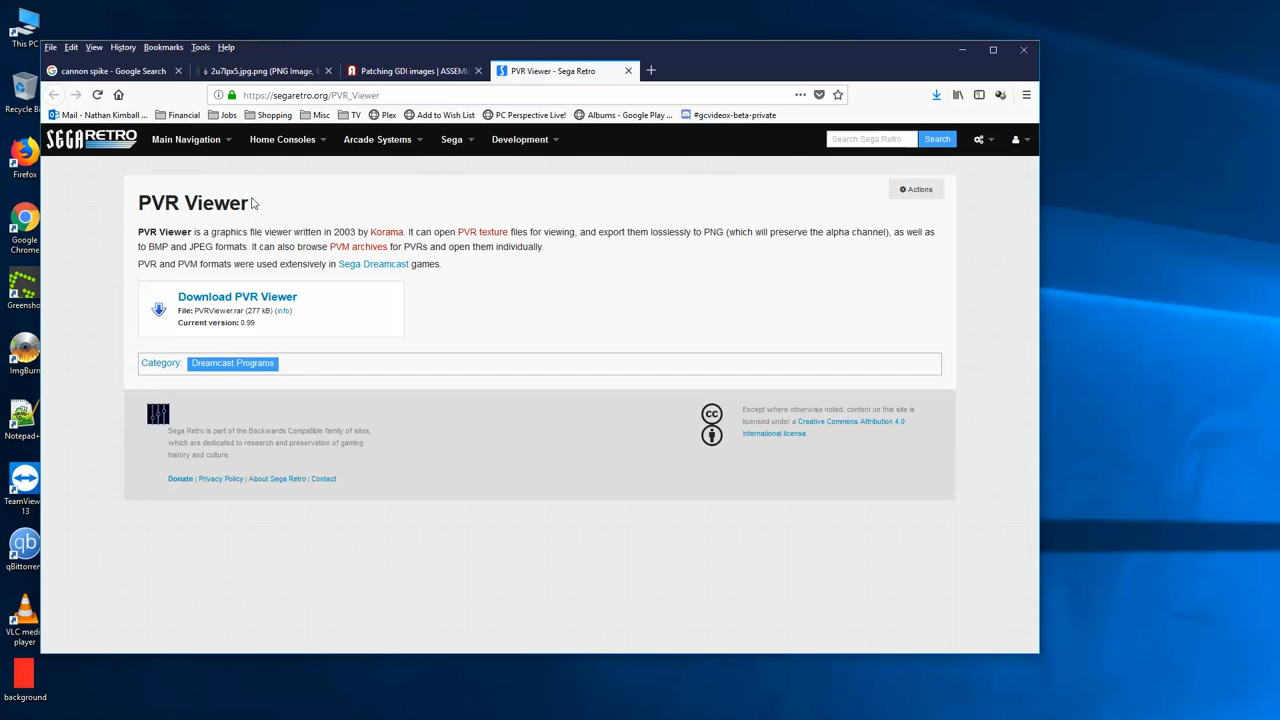 This PC
Recycle Bin
Firefox
Google
Chrome
Greensho
ImgBurn
Notepad+
TeamView
13
qBittorren
VLC media
player
background
File Edit View History Bookmarks Tools Help
cannon spike - Google Search
2u7lpx5.jpg.png (PNG Image, 6
Patching GDI images | ASSEMbl
PVR Viewer - Sega Retro
https://segaretro.org/PVR_Viewer
Mail - Nathan Kimball ... Financial Jobs Shopping Misc TV Plex Add to Wish List PC Perspective Live! Albums - Google Play ... #gcvideox-beta-private
SEGA RETRO Main Navigation Home Consoles Arcade Systems Sega Development Search Sega Retro Search
Actions
PVR Viewer
PVR Viewer is a graphics file viewer written in 2003 by Korama. It can open PVR texture files for viewing, and export them losslessly to PNG (which will preserve the alpha channel), as well as
to BMP and JPEG formats. It can also browse PVM archives for PVRs and open them individually.
PVR and PVM formats were used extensively in Sega Dreamcast games.
Download PVR Viewer
File: PVRViewer.rar (277 kB) (info)
Current version: 0.99
Category: Dreamcast Programs
Sega Retro is part of the Backwards Compatible family of sites,
which are dedicated to research and preservation of gaming
history and culture.
Donate | Privacy Policy | About Sega Retro | Contact
cc
Except where otherwise noted, content on this site is
licensed under a Creative Commons Attribution 4.0
International license.